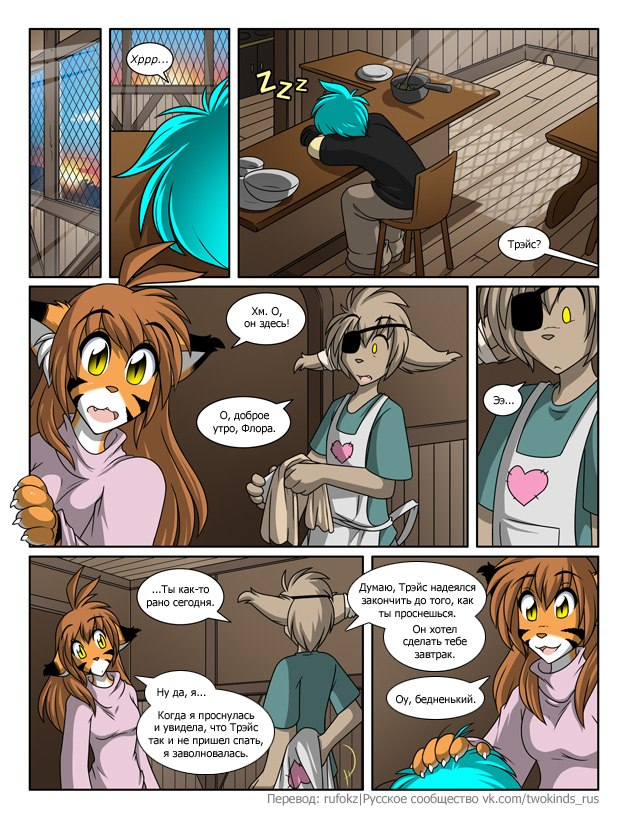 Хррр...
ZZZ
Трэйс?
Хм. О,
он здесь!
О, доброе
утро, Флора.
Ээ...
...Ты как-то
рано сегодня.
Ну да, я...
Когда я проснулась
и увидела, что Трэйс
так и не пришел спать,
я заволновалась.
Думаю, Трэйс надеялся
закончить до того, как
ты проснешься.
Он хотел
сделать тебе
завтрак.
Оу, бедненький.
Перевод: rufokz|Русское сообщество vk.com/twokinds_rus